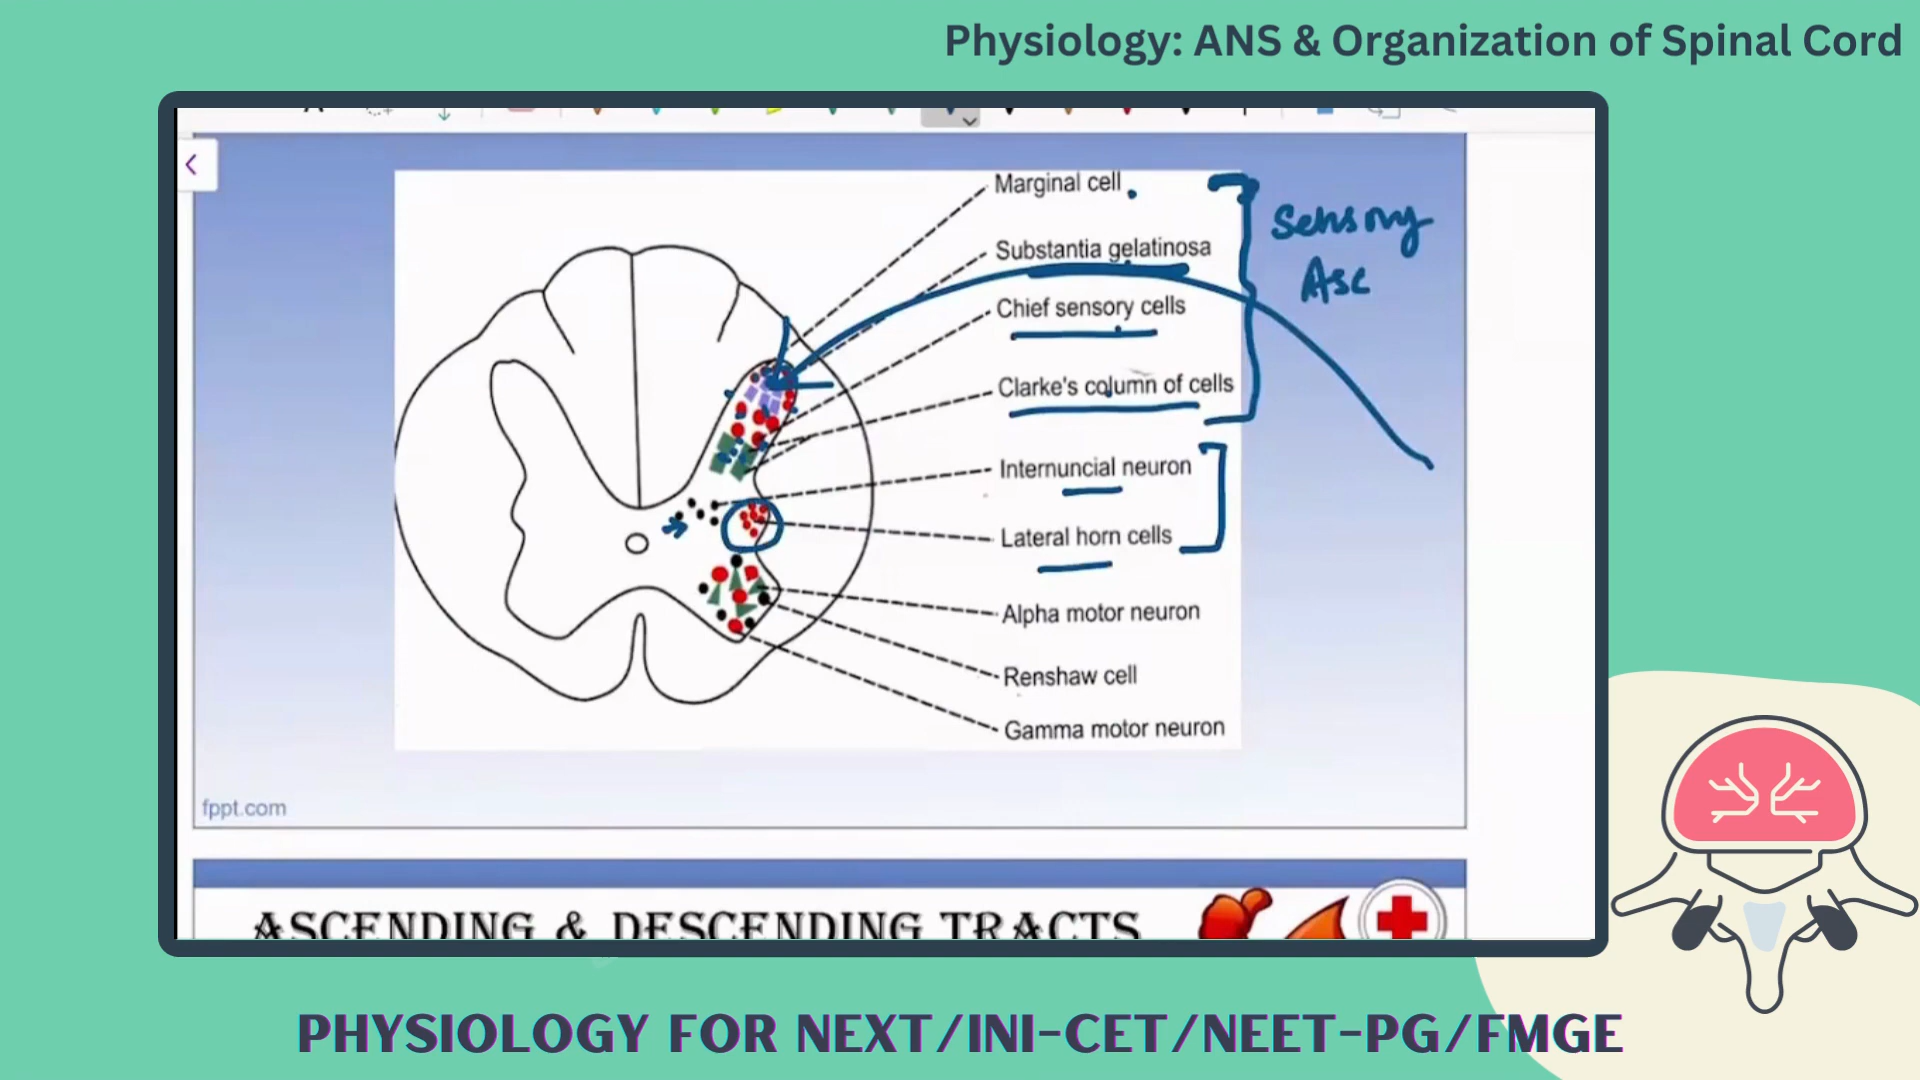 Physiology: ANS & Organization of Spinal Cord
Marginal cell
Substantia gelatinosa
Chief sensory cells
Clarke's column of cells
Internuncial neuron
Lateral horn cells
Alpha motor neuron
Renshaw cell
Gamma motor neuron
Sensory
Asc
fppt.com
ASCENDING & DESCENDING TRACTS
PHYSIOLOGY FOR NEXT/INI-CET/NEET-PG/FMGE